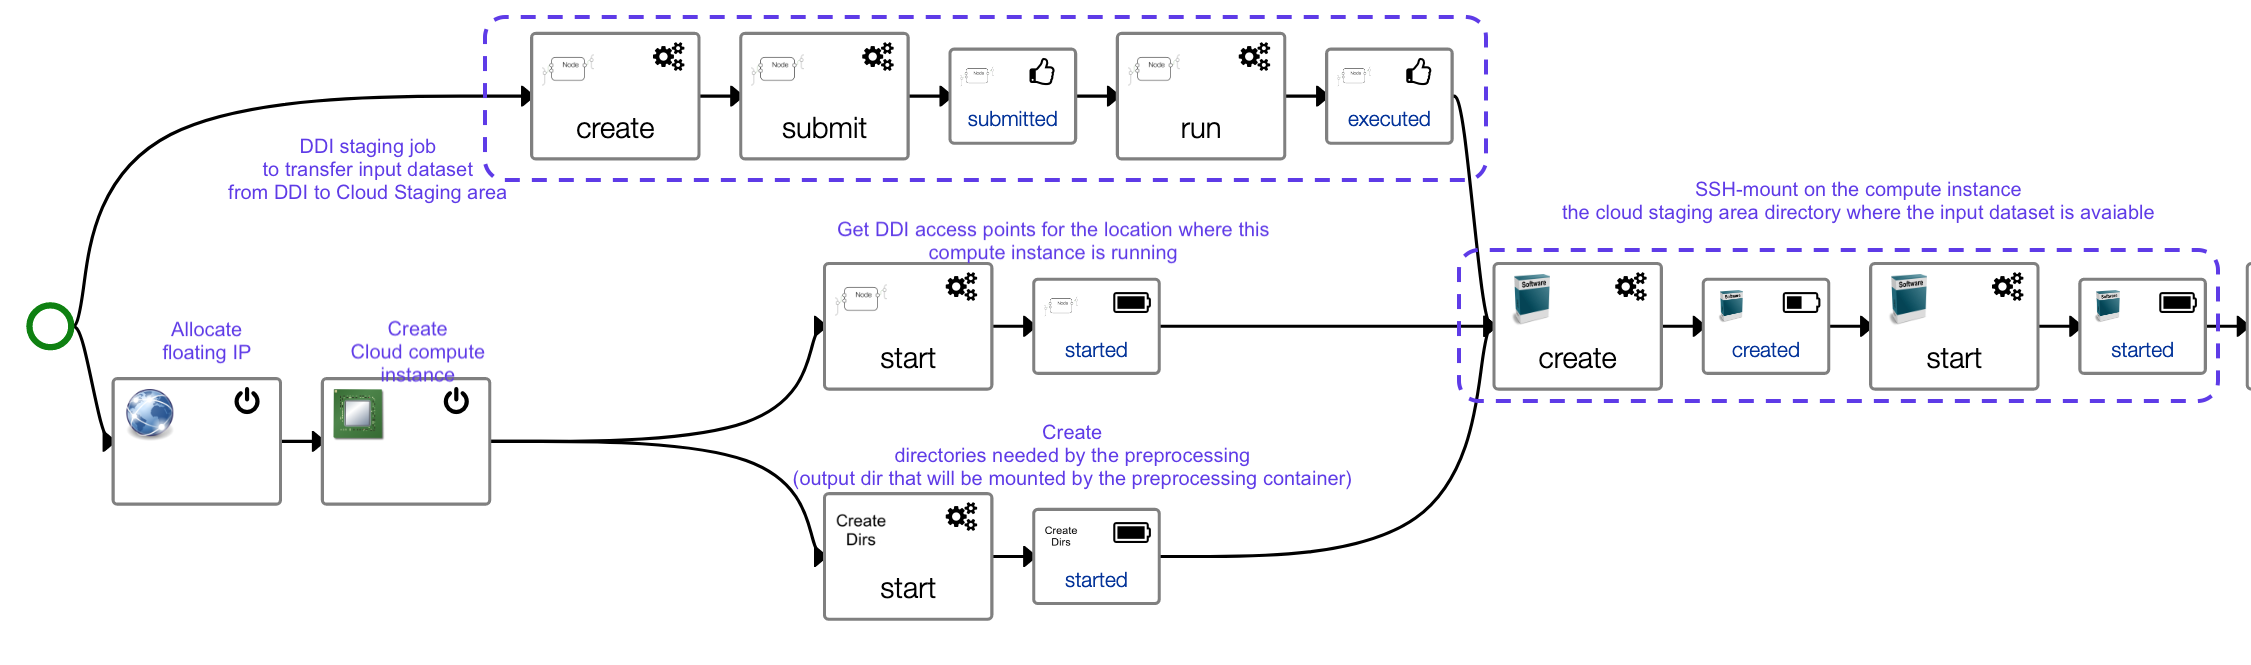 Node
create
Node
submit
Node
submitted
Node
run
Node
executed
DDI staging job
to transfer input dataset
from DDI to Cloud Staging area
SSH-mount on the compute instance
the cloud staging area directory where the input dataset is avaiable
Get DDI access points for the location where this
compute instance is running
Node
start
Node
started
Software
create
Software
created
Software
start
Software
started
Allocate
floating IP
Create
Cloud compute
instance
Create
directories needed by the preprocessing
(output dir that will be mounted by the preprocessing container)
Create
Dirs
start
Create
Dirs
started